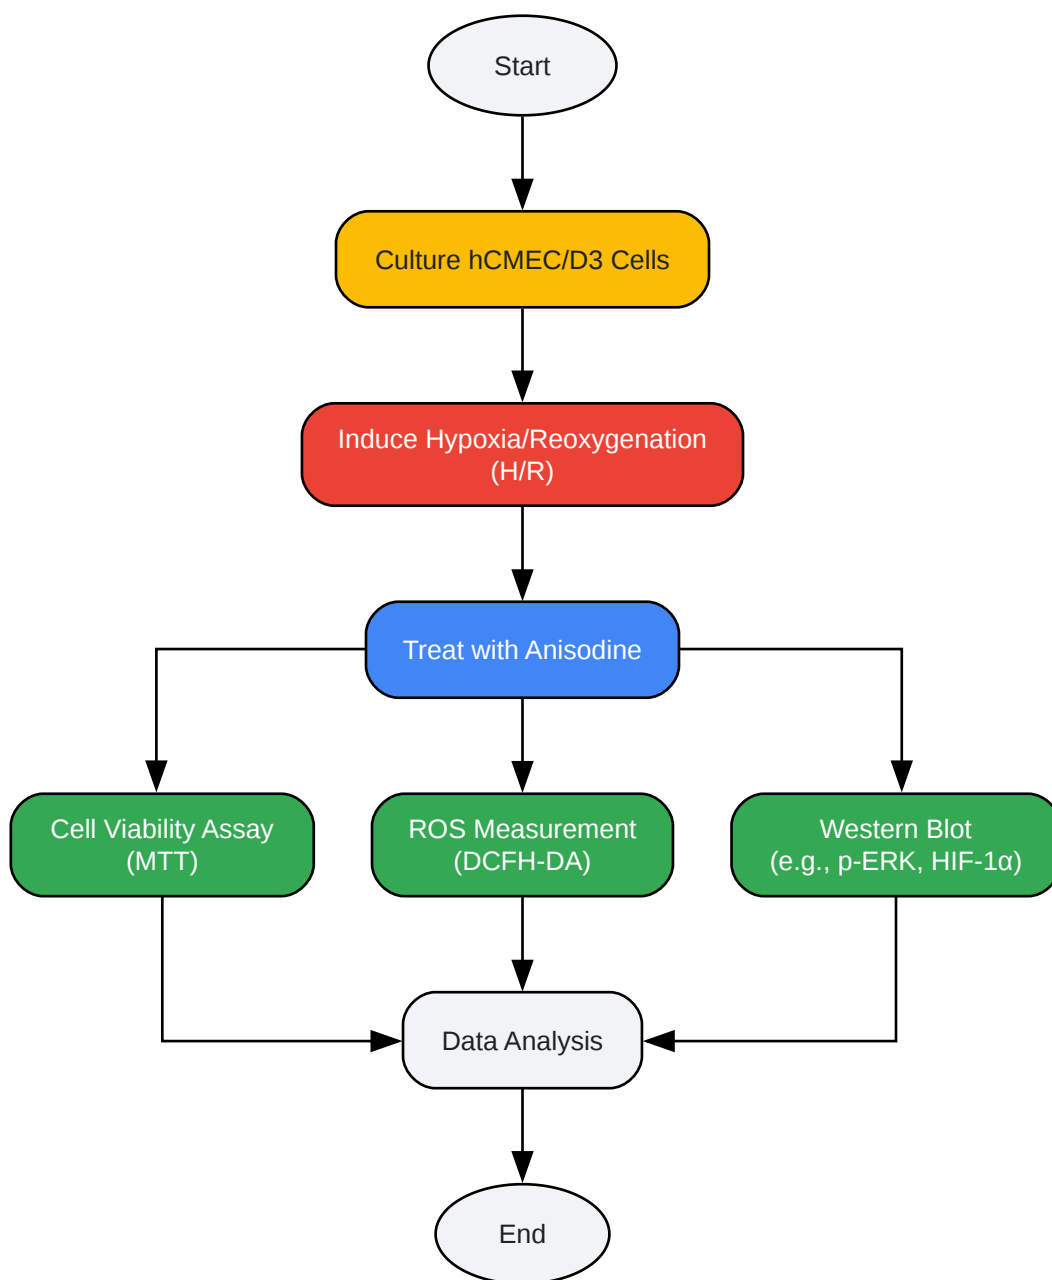 Start
Culture hCMEC/D3 Cells
Induce Hypoxia/Reoxygenation
(H/R)
Treat with Anisodine
Cell Viability Assay
(MTT)
ROS Measurement
(DCFH-DA)
Western Blot
(e.g., p-ERK, HIF-1α)
Data Analysis
End